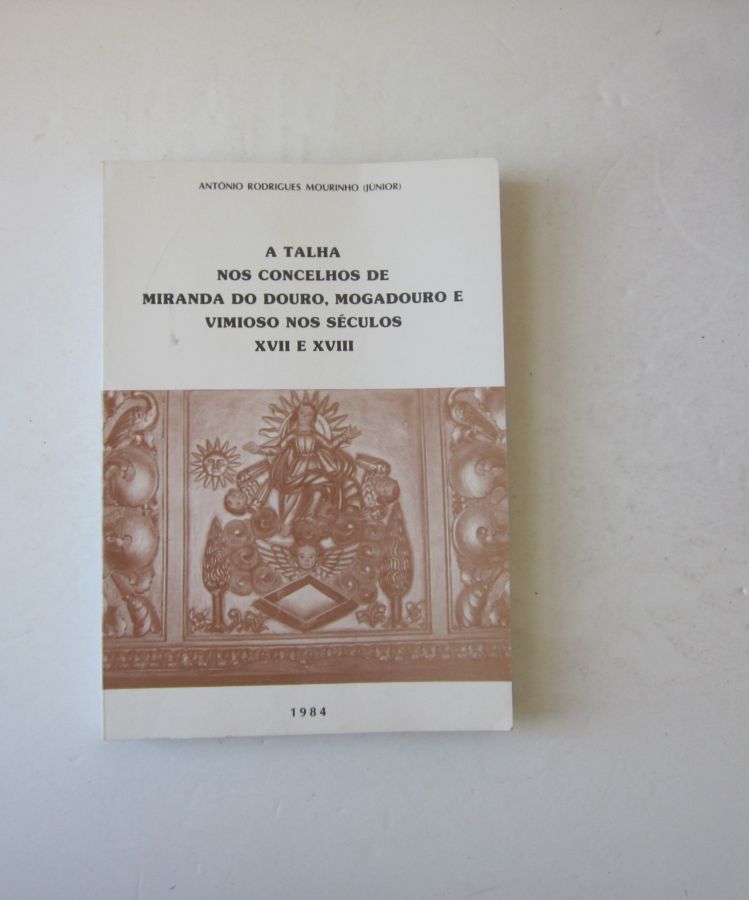 ANTÓNIO RODRIGUES MOURINHO (JÚNIOR)
A TALHA
NOS CONCELHOS DE
MIRANDA DO DOURO, MOGADOURO E
VIMIOSO NOS SÉCULOS
XVII E XVIII
1984